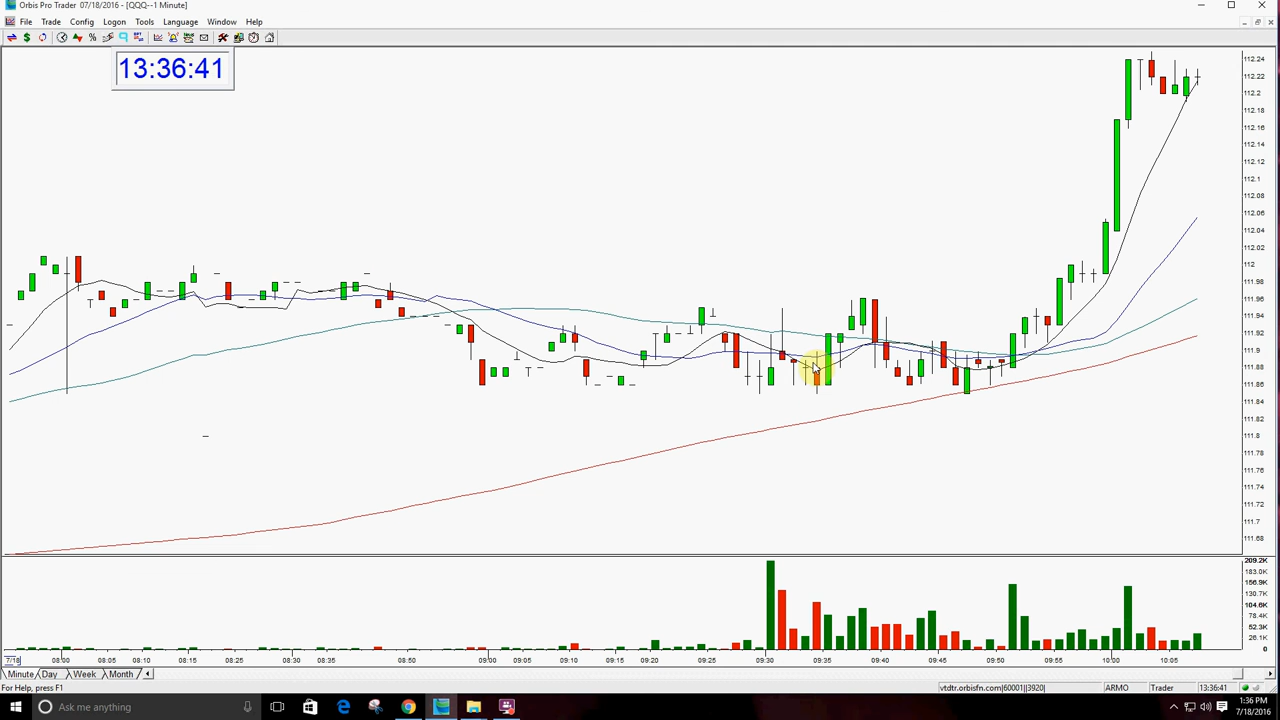 Orbis Pro Trader 07/18/2016 - [QQQ--1 Minute]
File Trade Config Logon Tools Language Window Help
13:36:41
112.24
112.22
112.2
112.18
112.16
112.14
112.12
112.1
112.08
112.06
112.04
112.02
112
111.98
111.96
111.94
111.92
111.9
111.88
111.86
111.84
111.82
111.8
111.78
111.76
111.74
111.72
111.7
111.68
209.2K
183.0K
156.9K
130.7K
104.6K
78.4K
52.3K
26.1K
0
7/18 08:00 08:05 08:10 08:15 08:25 08:30 08:35 08:50 09:00 09:05 09:10 09:20 09:25 09:30 09:35 09:40 09:45 09:50 09:55 10:00 10:05
Minute Day Week Month
For Help, press F1 vtdtr.orbisfn.com|60001||3920| ARMO Trader 13:36:41
Ask me anything 1:36 PM
7/18/2016